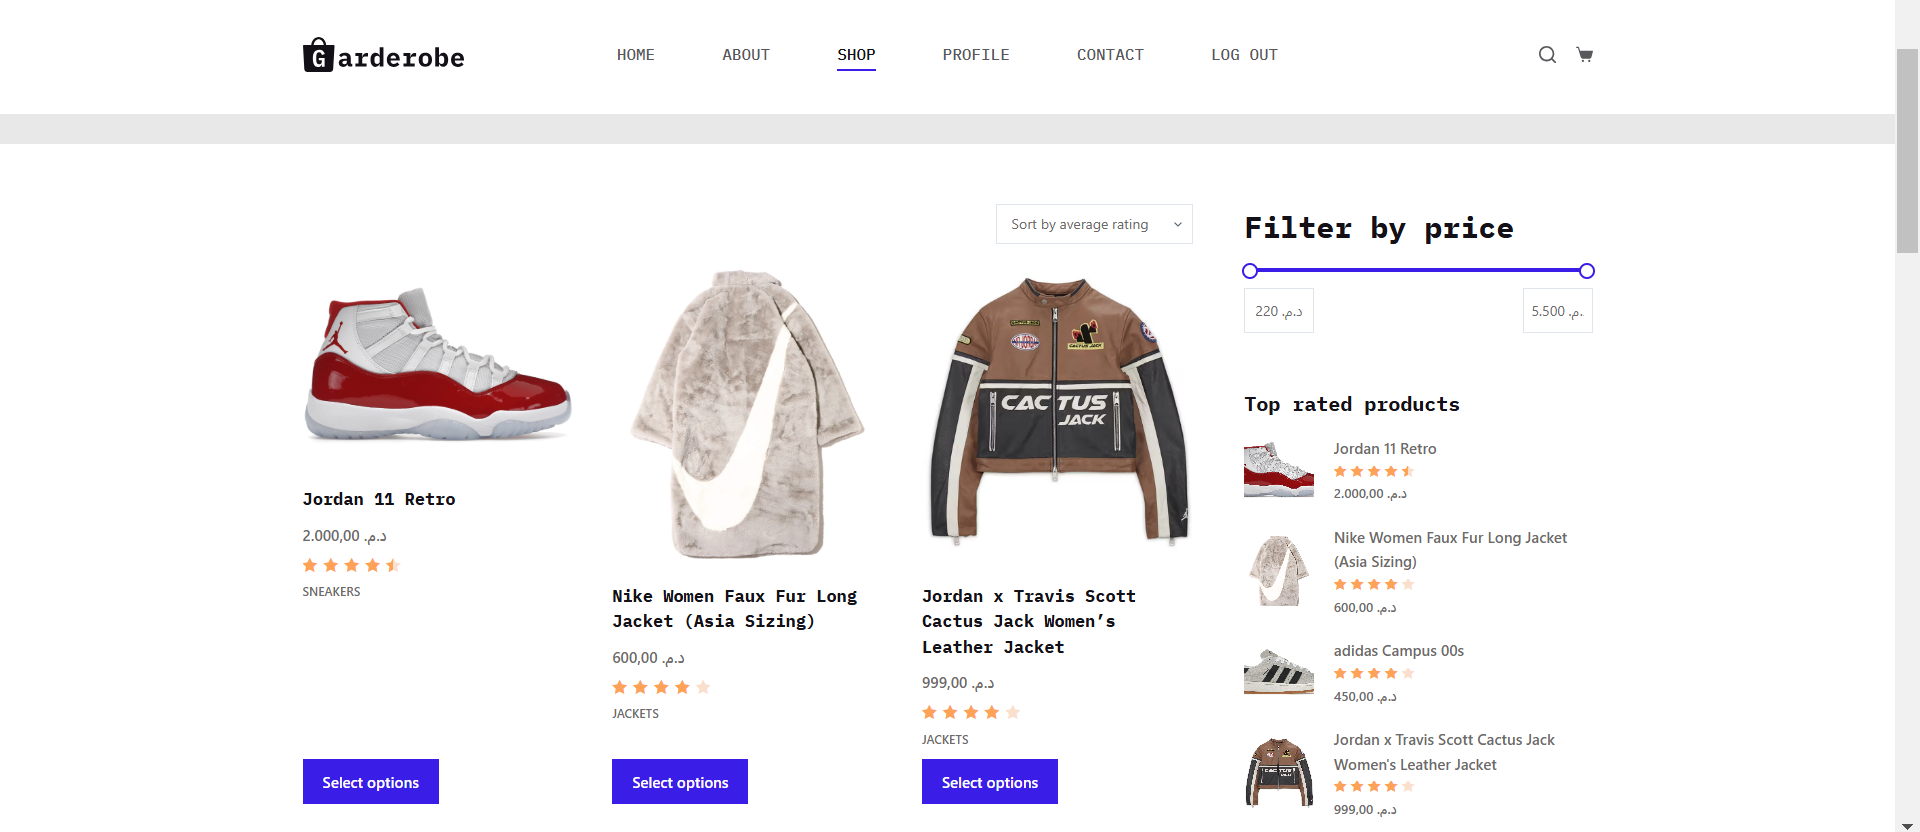 Garderobe
HOME
ABOUT
SHOP
PROFILE
CONTACT
LOG OUT
Sort by average rating
CACTUS JACK
CACTUS
JACK
Jordan 11 Retro
2.000,00 د.م.
SNEAKERS
Select options
Nike Women Faux Fur Long
Jacket (Asia Sizing)
600,00 د.م.
JACKETS
Select options
Jordan x Travis Scott
Cactus Jack Women’s
Leather Jacket
999,00 د.م.
JACKETS
Select options
Filter by price
220 د.م.
5.500 د.م.
Top rated products
Jordan 11 Retro
2.000,00 د.م.
Nike Women Faux Fur Long Jacket
(Asia Sizing)
600,00 د.م.
adidas Campus 00s
450,00 د.م.
Jordan x Travis Scott Cactus Jack
Women's Leather Jacket
999,00 د.م.